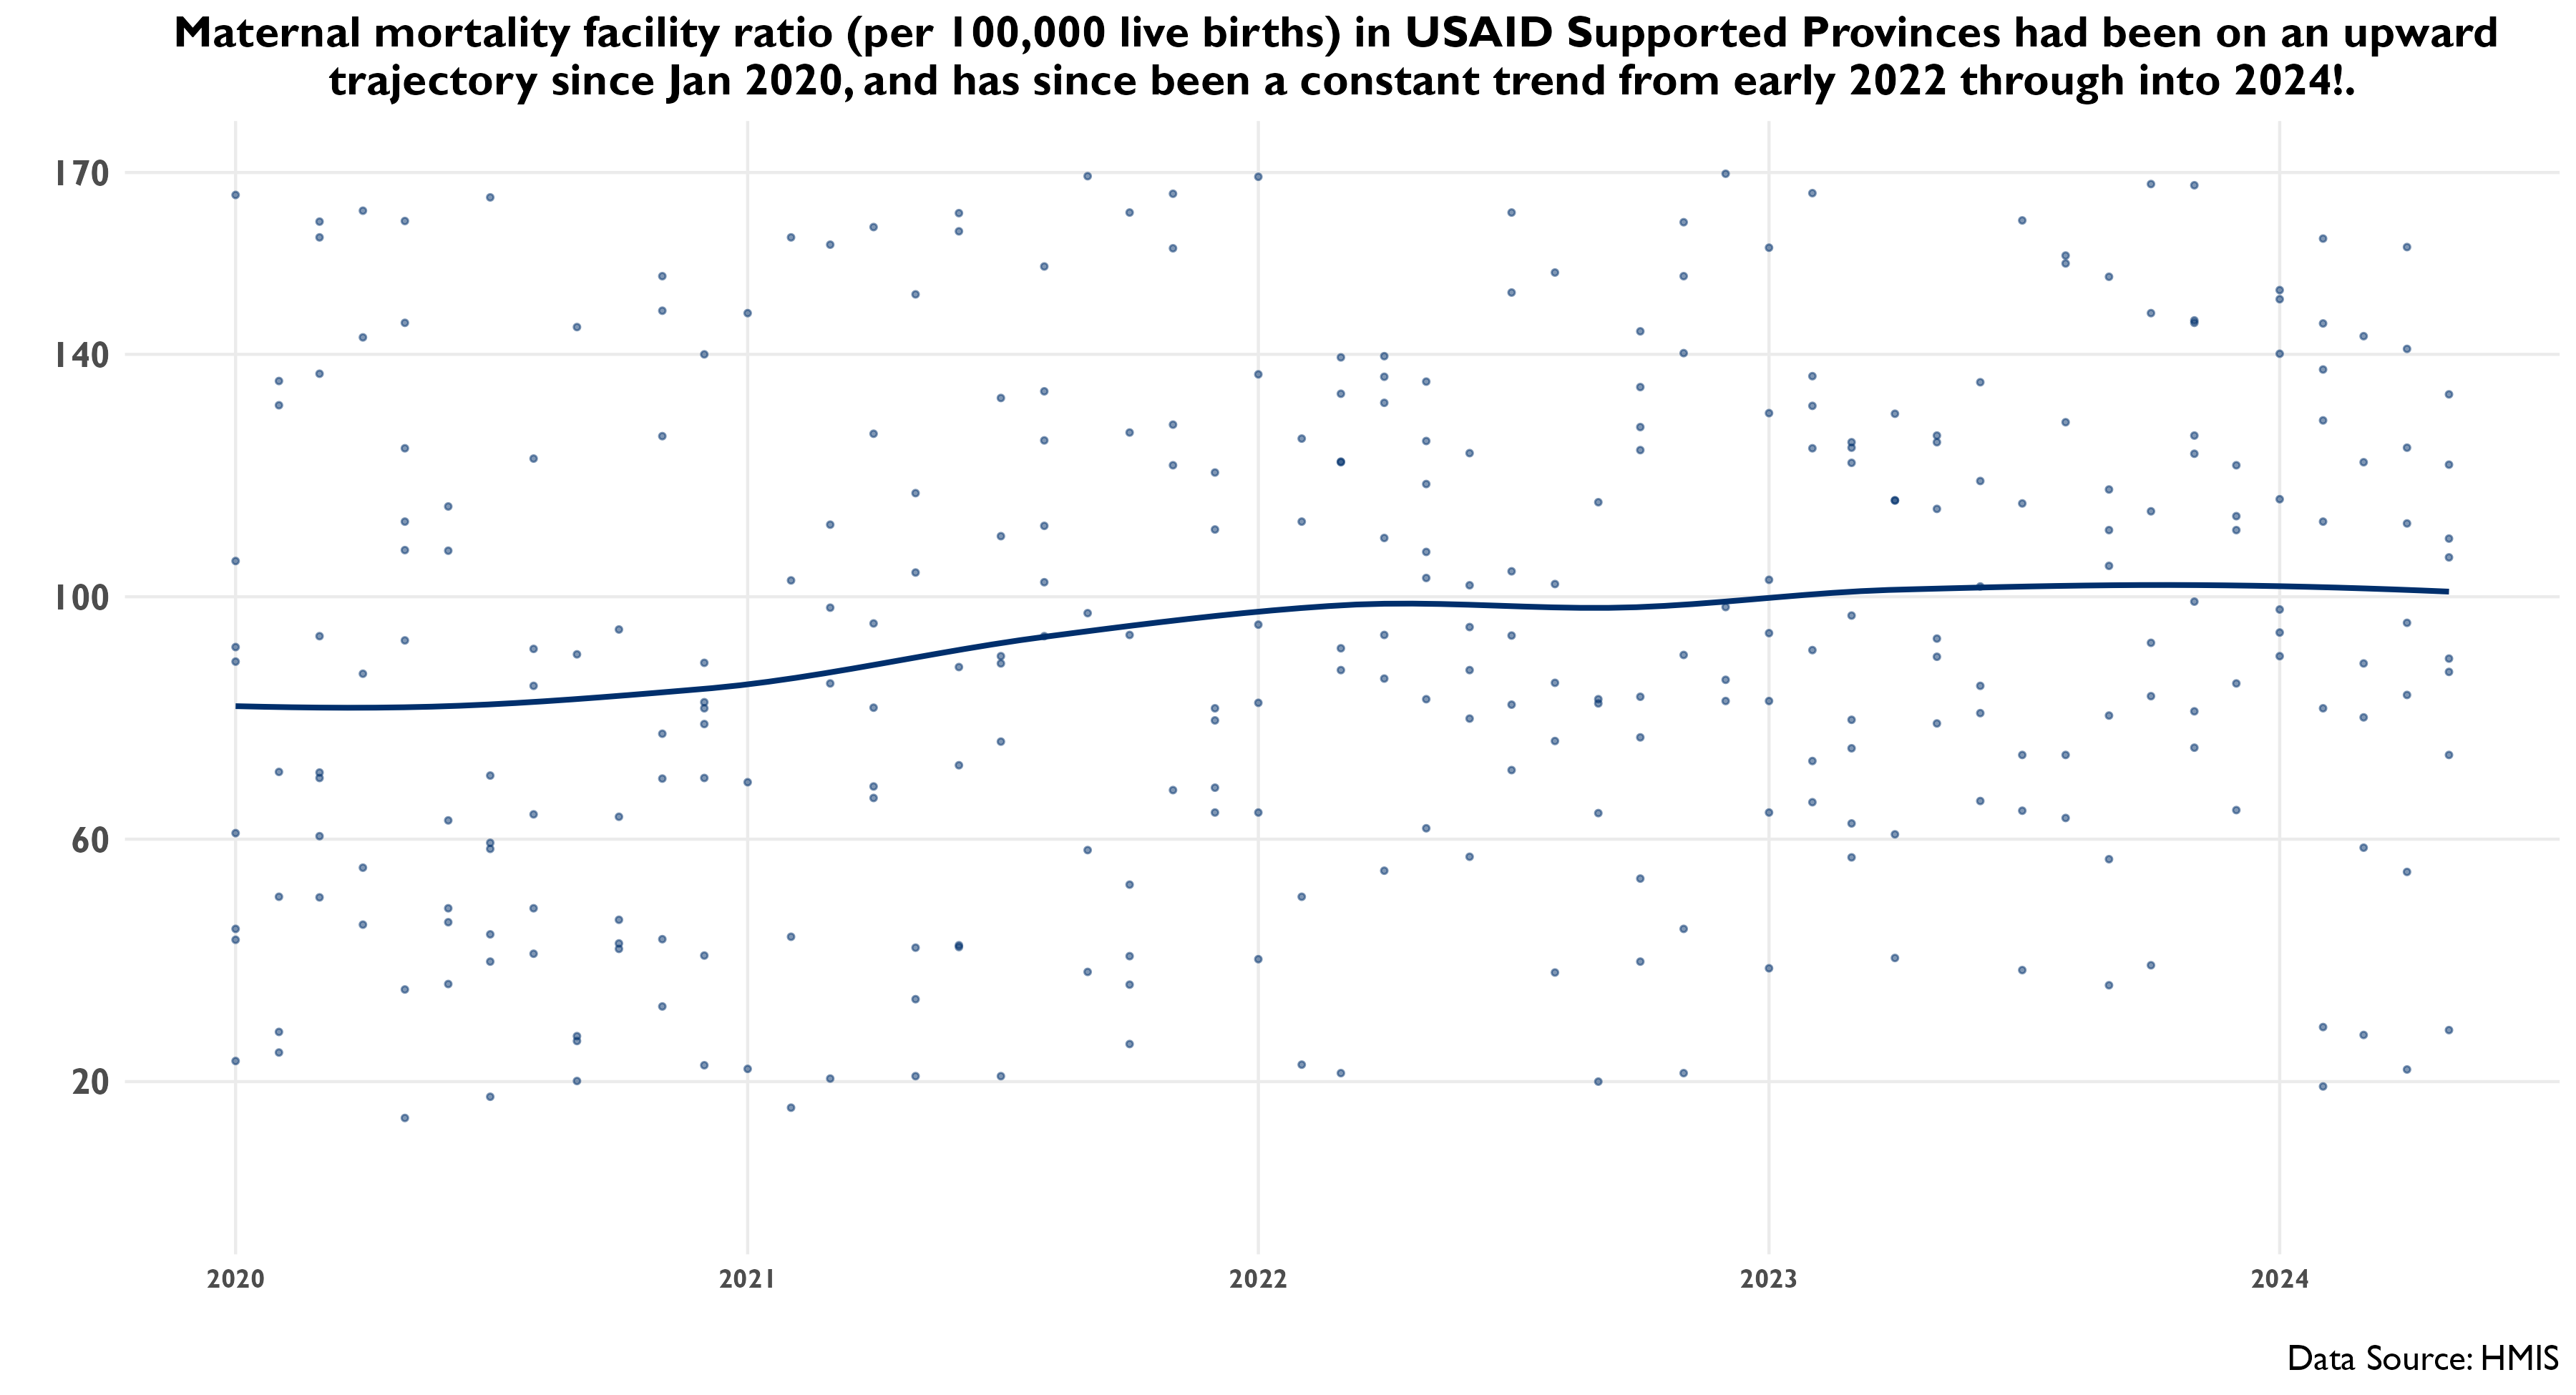 Maternal mortality facility ratio (per 100,000 live births) in USAID Supported Provinces had been on an upward
trajectory since Jan 2020, and has since been a constant trend from early 2022 through into 2024!.
170
140
100
60
20
2020 2021 2022 2023 2024
Data Source: HMIS